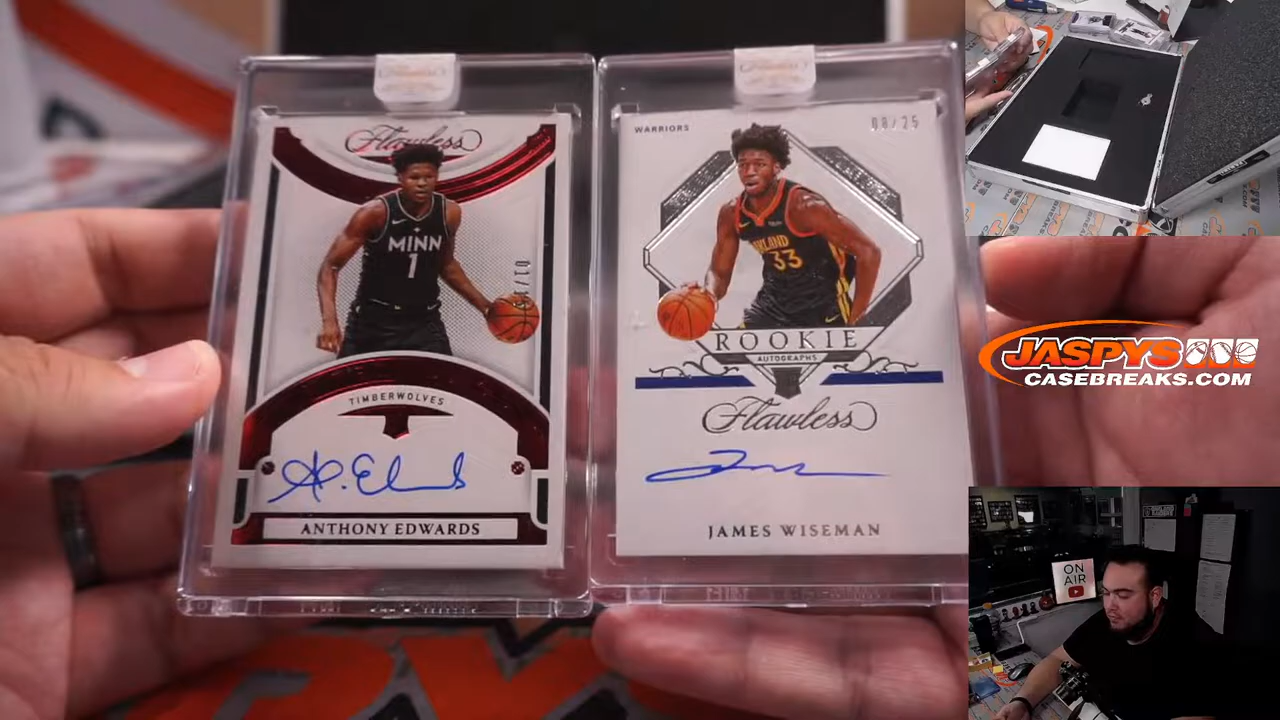 Flawless
MINN
1
TIMBERWOLVES
A. Ed
ANTHONY EDWARDS
WARRIORS
08/25
33
ROOKIE
AUTOGRAPHS
Flawless
JAMES WISEMAN
JASPYS
CASEBREAKS.COM
ON
AIR